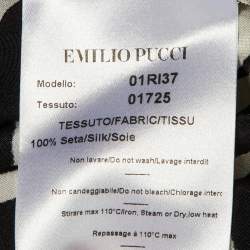 EMILIO PUCCI
Modello: 01RI37
Tessuto: 01725
TESSUTO/FABRIC/TISSU
100% Seta/Silk/Soie
Non lavare/Do not wash/Lavage interdit
Non candeggiabile/Do not bleach/Chlorage interdit
Stirare max 110°C/Iron, Steam or Dry, low heat
Repassage à 110°C max